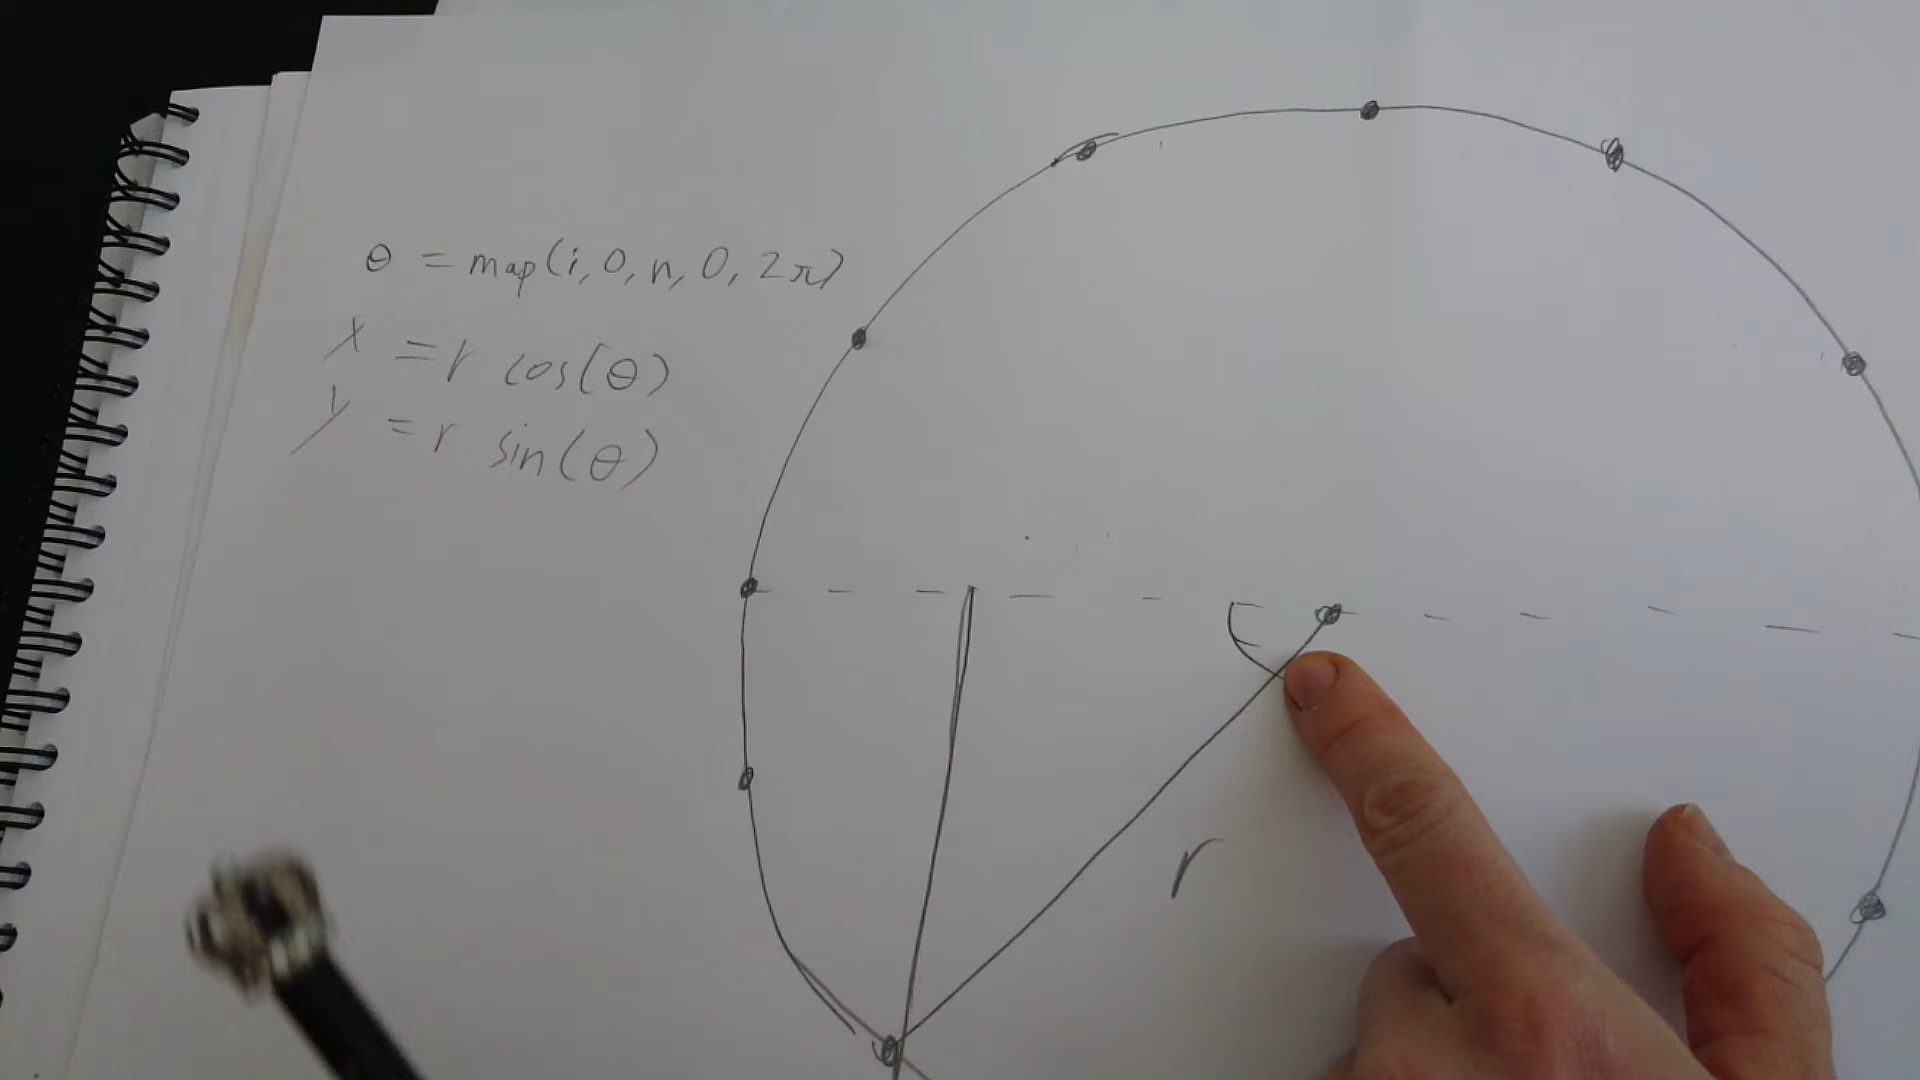 θ = map(i, 0, n, 0, 2π)
x = r cos(θ)
y = r sin(θ)
r